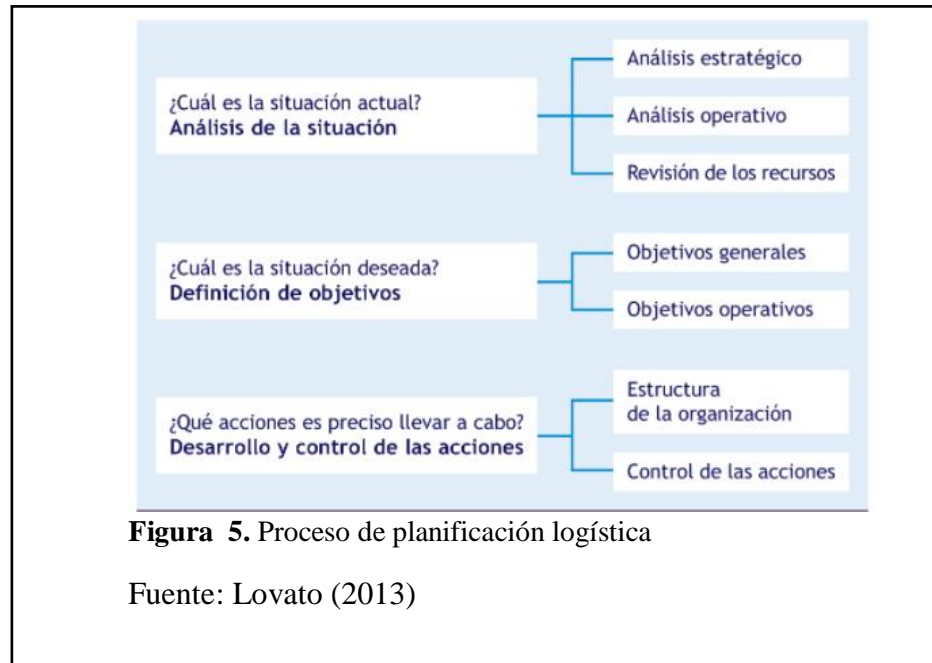 ¿Cuál es la situación actual?
Análisis de la situación
Análisis estratégico
Análisis operativo
Revisión de los recursos
¿Cuál es la situación deseada?
Definición de objetivos
Objetivos generales
Objetivos operativos
¿Qué acciones es preciso llevar a cabo?
Desarrollo y control de las acciones
Estructura
de la organización
Control de las acciones
Figura 5. Proceso de planificación logística
Fuente: Lovato (2013)